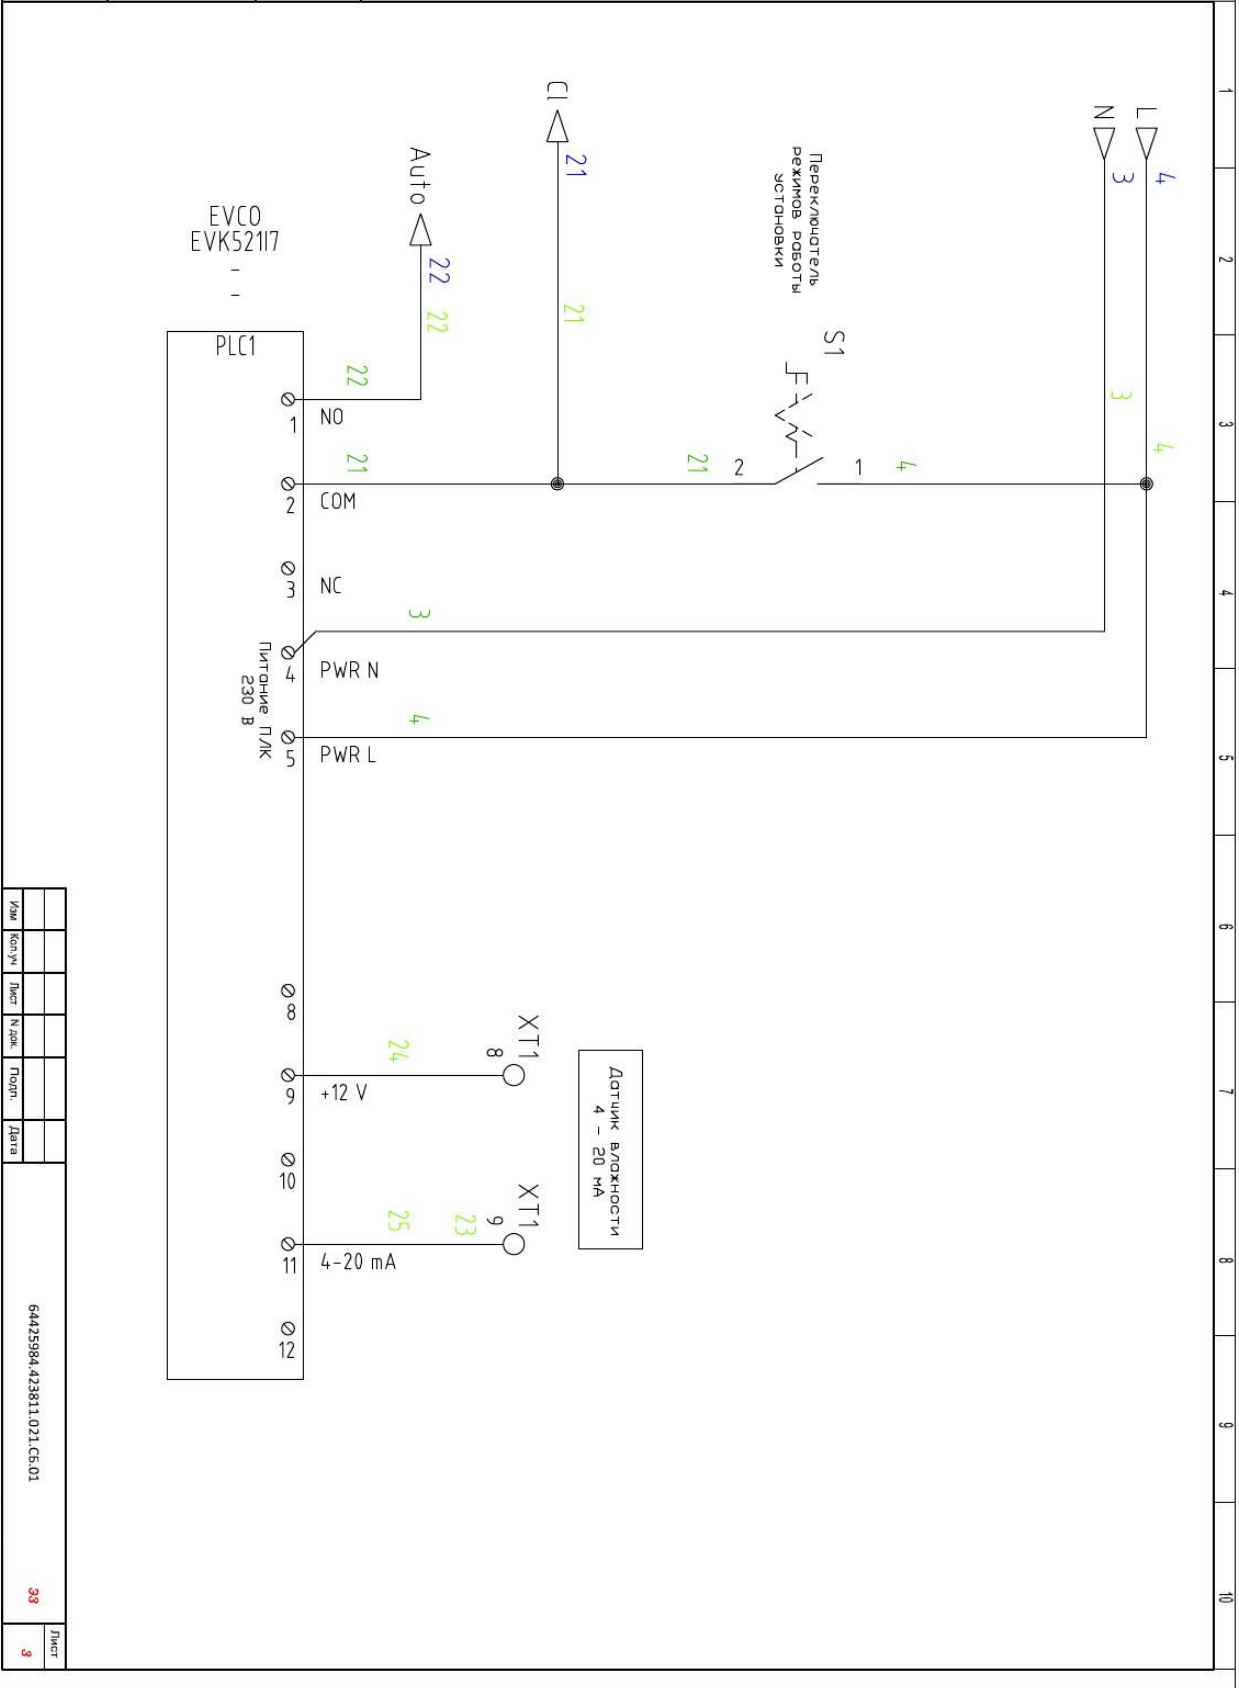 1
2
3
4
5
6
7
8
9
10
L
4
N
3
4
3
Переключатель
режимов работы
установки
S1
1
4
2
21
Cl
21
21
Auto
22
22
EVCO
EVK521I7
-
-
PLC1
22
1
NO
21
2
COM
3
NC
3
4
PWR N
Питание ПЛК
230 В
4
5
PWR L
8
Датчик влажности
4 - 20 мА
XT1
8
24
9
+12 V
10
XT1
9
23
25
11
4-20 mA
12
Изм
Кол.уч
Лист
N док.
Подп.
Дата
64425984.423811.021.СБ.01
ЭЗ
Лист
3